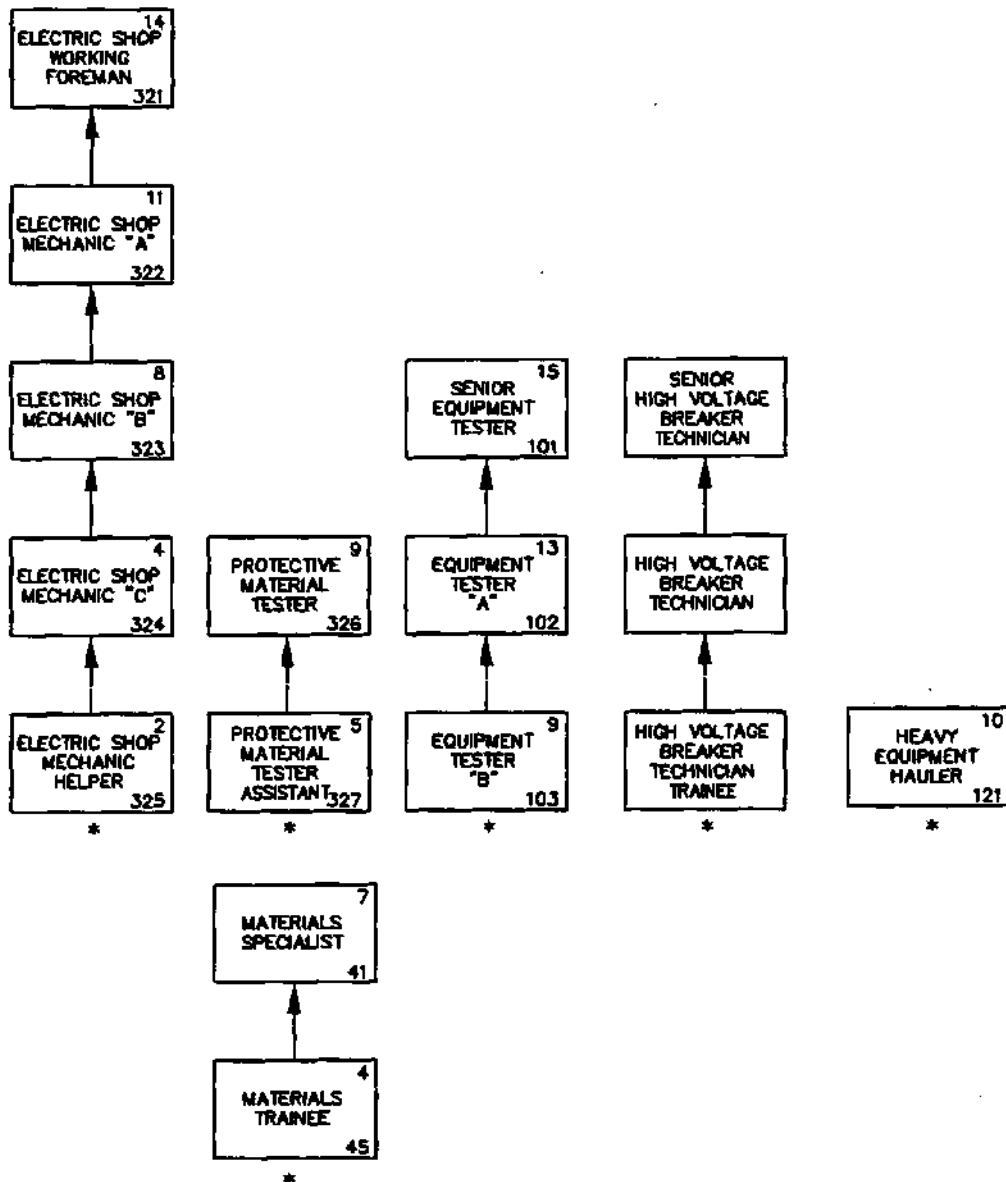 14
ELECTRIC SHOP
WORKING
FOREMAN
321
11
ELECTRIC SHOP
MECHANIC "A"
322
8
ELECTRIC SHOP
MECHANIC "B"
323
15
SENIOR
EQUIPMENT
TESTER
101
SENIOR
HIGH VOLTAGE
BREAKER
TECHNICIAN
4
ELECTRIC SHOP
MECHANIC "C"
324
9
PROTECTIVE
MATERIAL
TESTER
326
13
EQUIPMENT
TESTER
"A"
102
HIGH VOLTAGE
BREAKER
TECHNICIAN
2
ELECTRIC SHOP
MECHANIC
HELPER
325
*
5
PROTECTIVE
MATERIAL
TESTER
ASSISTANT
327
*
9
EQUIPMENT
TESTER
"B"
103
*
HIGH VOLTAGE
BREAKER
TECHNICIAN
TRAINEE
*
10
HEAVY
EQUIPMENT
HAULER
121
*
7
MATERIALS
SPECIALIST
41
4
MATERIALS
TRAINEE
45
*